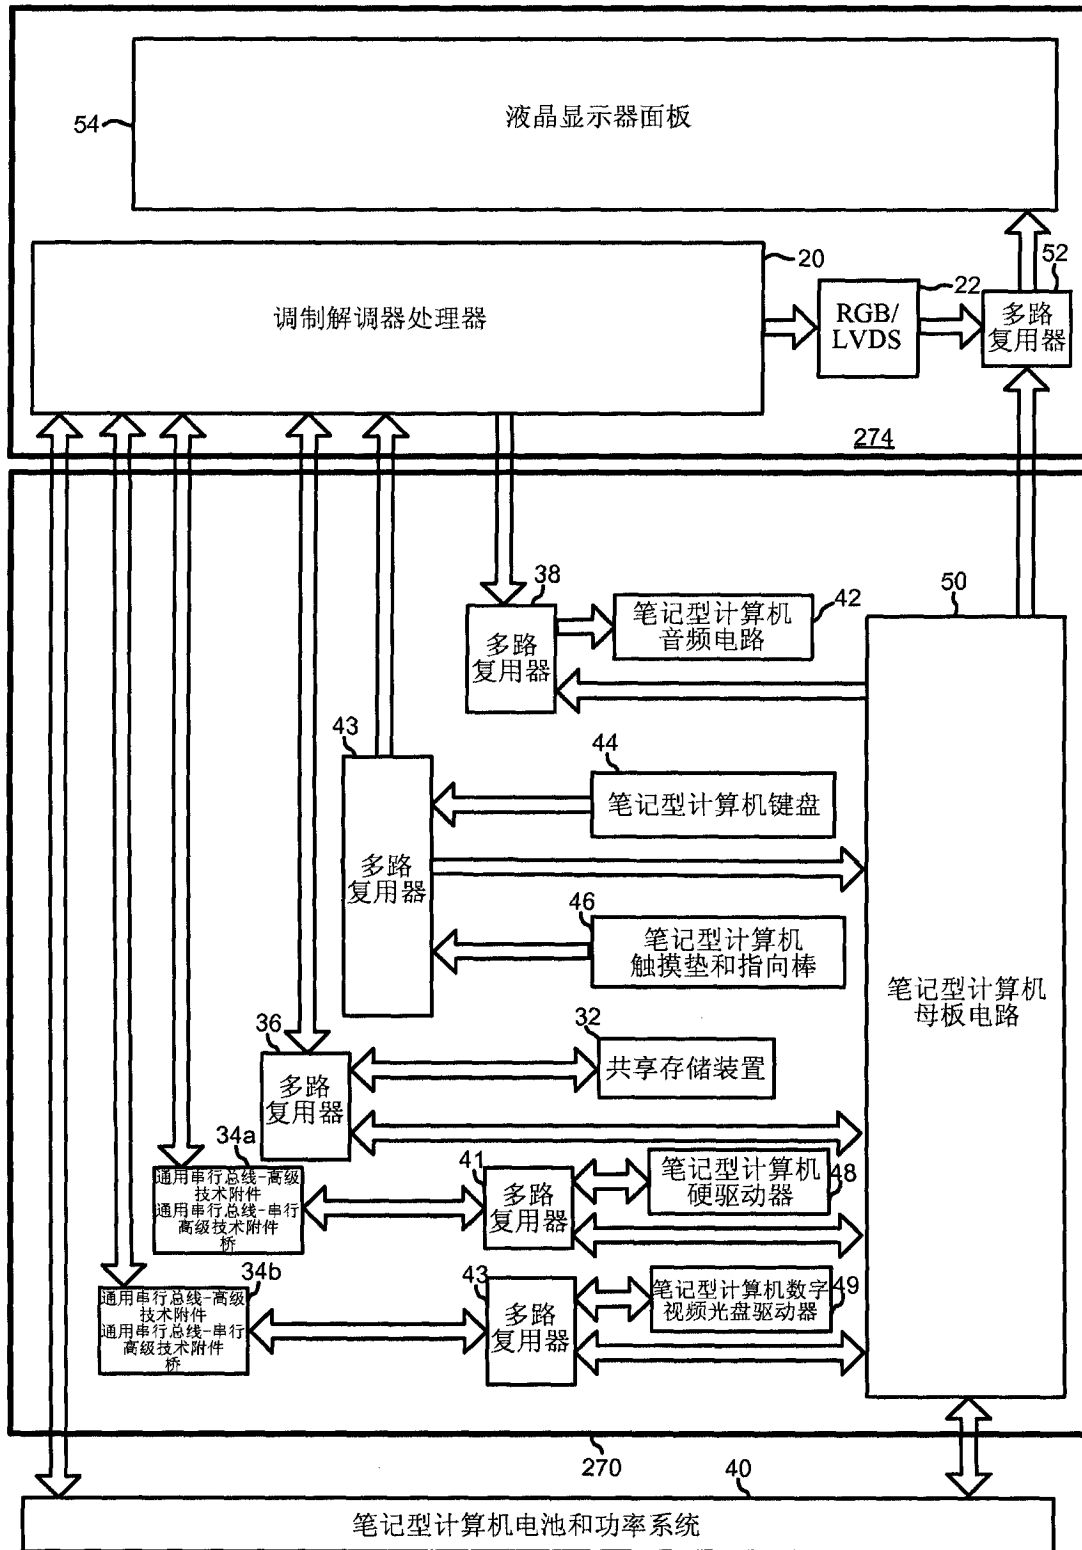 液晶显示器面板
54
20
调制解调器处理器
22
RGB/
LVDS
52
多路
复用器
274
38
多路
复用器
笔记型计算机
音频电路
42
50
43
多路
复用器
44
笔记型计算机键盘
46
笔记型计算机
触摸垫和指向棒
笔记型计算机
母板电路
36
多路
复用器
32
共享存储装置
34a
通用串行总线-高级
技术附件
通用串行总线-串行
高级技术附件
桥
41
多路
复用器
笔记型计算机
硬驱动器
48
34b
通用串行总线-高级
技术附件
通用串行总线-串行
高级技术附件
桥
43
多路
复用器
笔记型计算机数字
视频光盘驱动器
49
270
40
笔记型计算机电池和功率系统